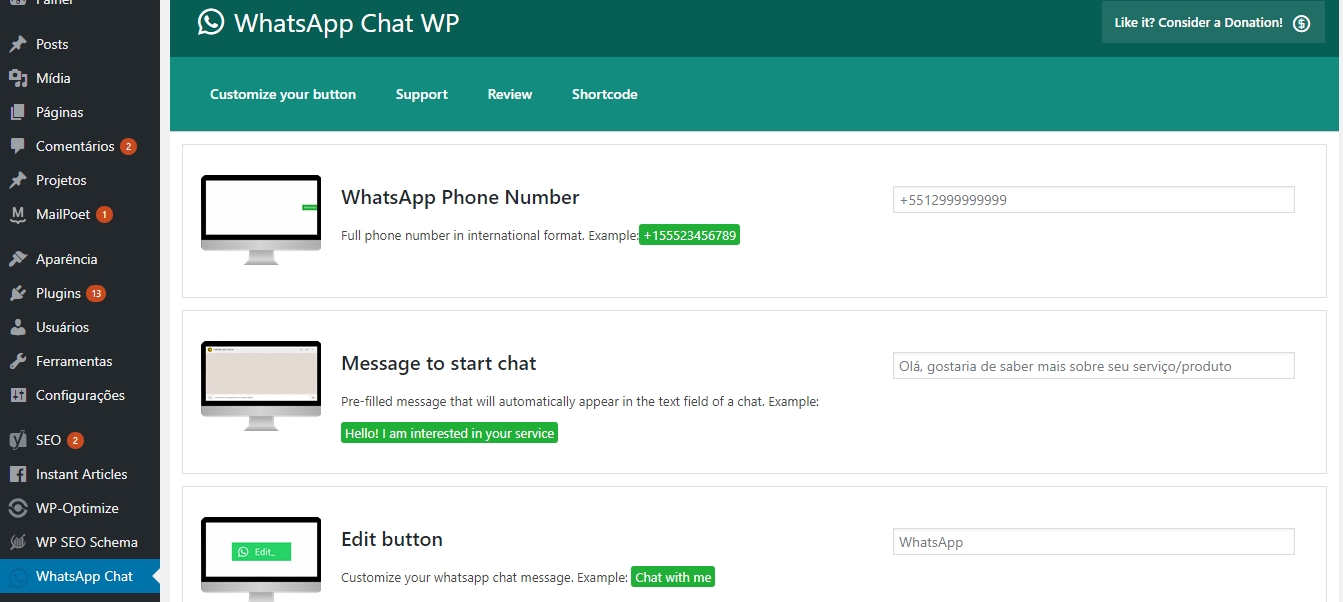 Painel
Posts
Mídia
Páginas
Comentários 2
Projetos
MailPoet 1
Aparência
Plugins 13
Usuários
Ferramentas
Configurações
SEO 2
Instant Articles
WP-Optimize
WP SEO Schema
WhatsApp Chat
WhatsApp Chat WP
Like it? Consider a Donation!
Customize your button Support Review Shortcode
WhatsApp Phone Number
Full phone number in international format. Example: +155523456789
+5512999999999
Message to start chat
Pre-filled message that will automatically appear in the text field of a chat. Example:
Hello! I am interested in your service
Olá, gostaria de saber mais sobre seu serviço/produto
Edit_
Edit button
Customize your whatsapp chat message. Example: Chat with me
WhatsApp